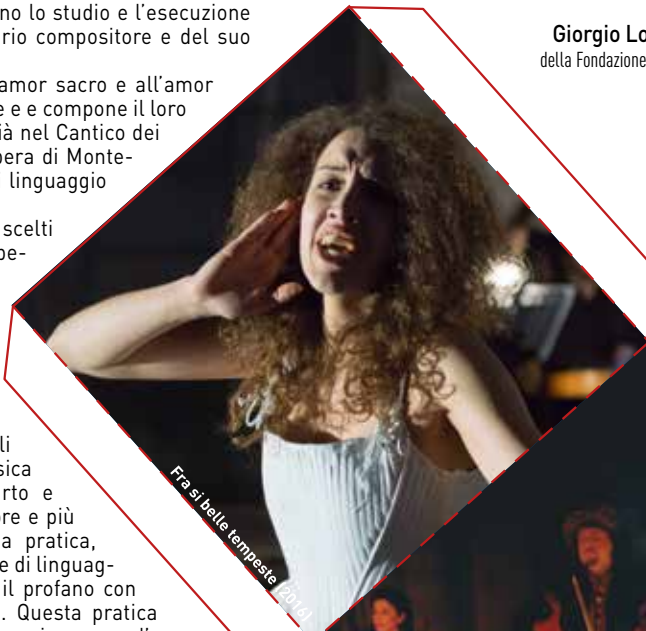 no lo studio e l'esecuzione
rio compositore e del suo
amor sacro e all'amor
e e compone il loro
ià nel Cantico dei
pera di Monte-
linguaggio
scelti
pe-
li
sica
rto e
re e più
a pratica,
e di linguag-
il profano con
. Questa pratica
Giorgio Lo
della Fondazione
Fra si belle tempeste (2016)